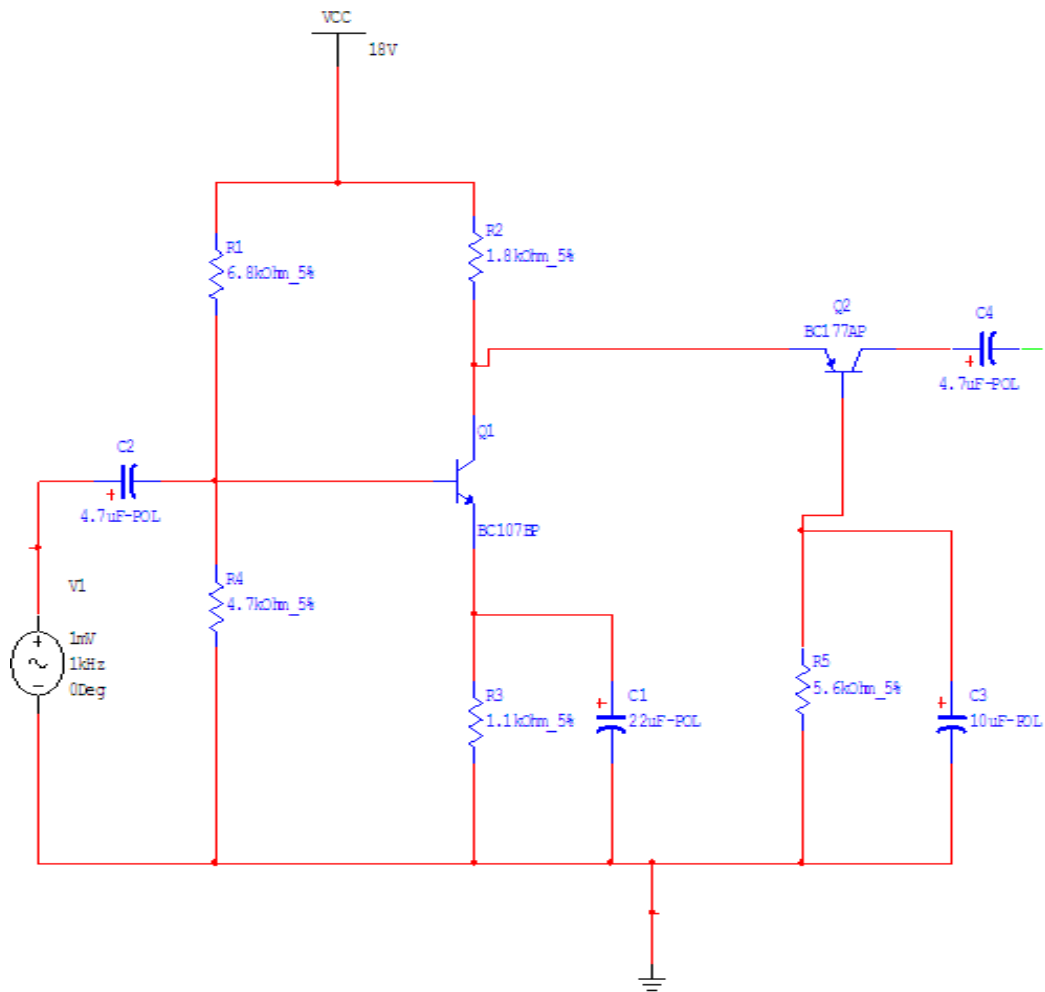 VCC
18V
R1
6.8kOhm_5%
R2
1.8kOhm_5%
Q2
BC177AP
C4
4.7uF-POL
Q1
BC107BP
C2
4.7uF-POL
V1
1mV
1kHz
0Deg
R4
4.7kOhm_5%
R3
1.1kOhm_5%
C1
22uF-POL
R5
5.6kOhm_5%
C3
10uF-POL